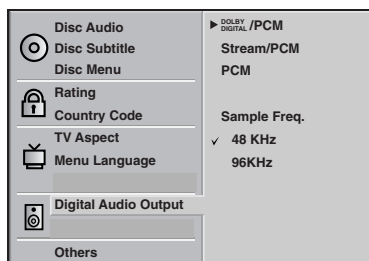 Disc Audio
Disc Subtitle
Disc Menu
Rating
Country Code
TV Aspect
Menu Language
Digital Audio Output
Others
DOLBY DIGITAL /PCM
Stream/PCM
PCM
Sample Freq.
✓ 48 KHz
96KHz